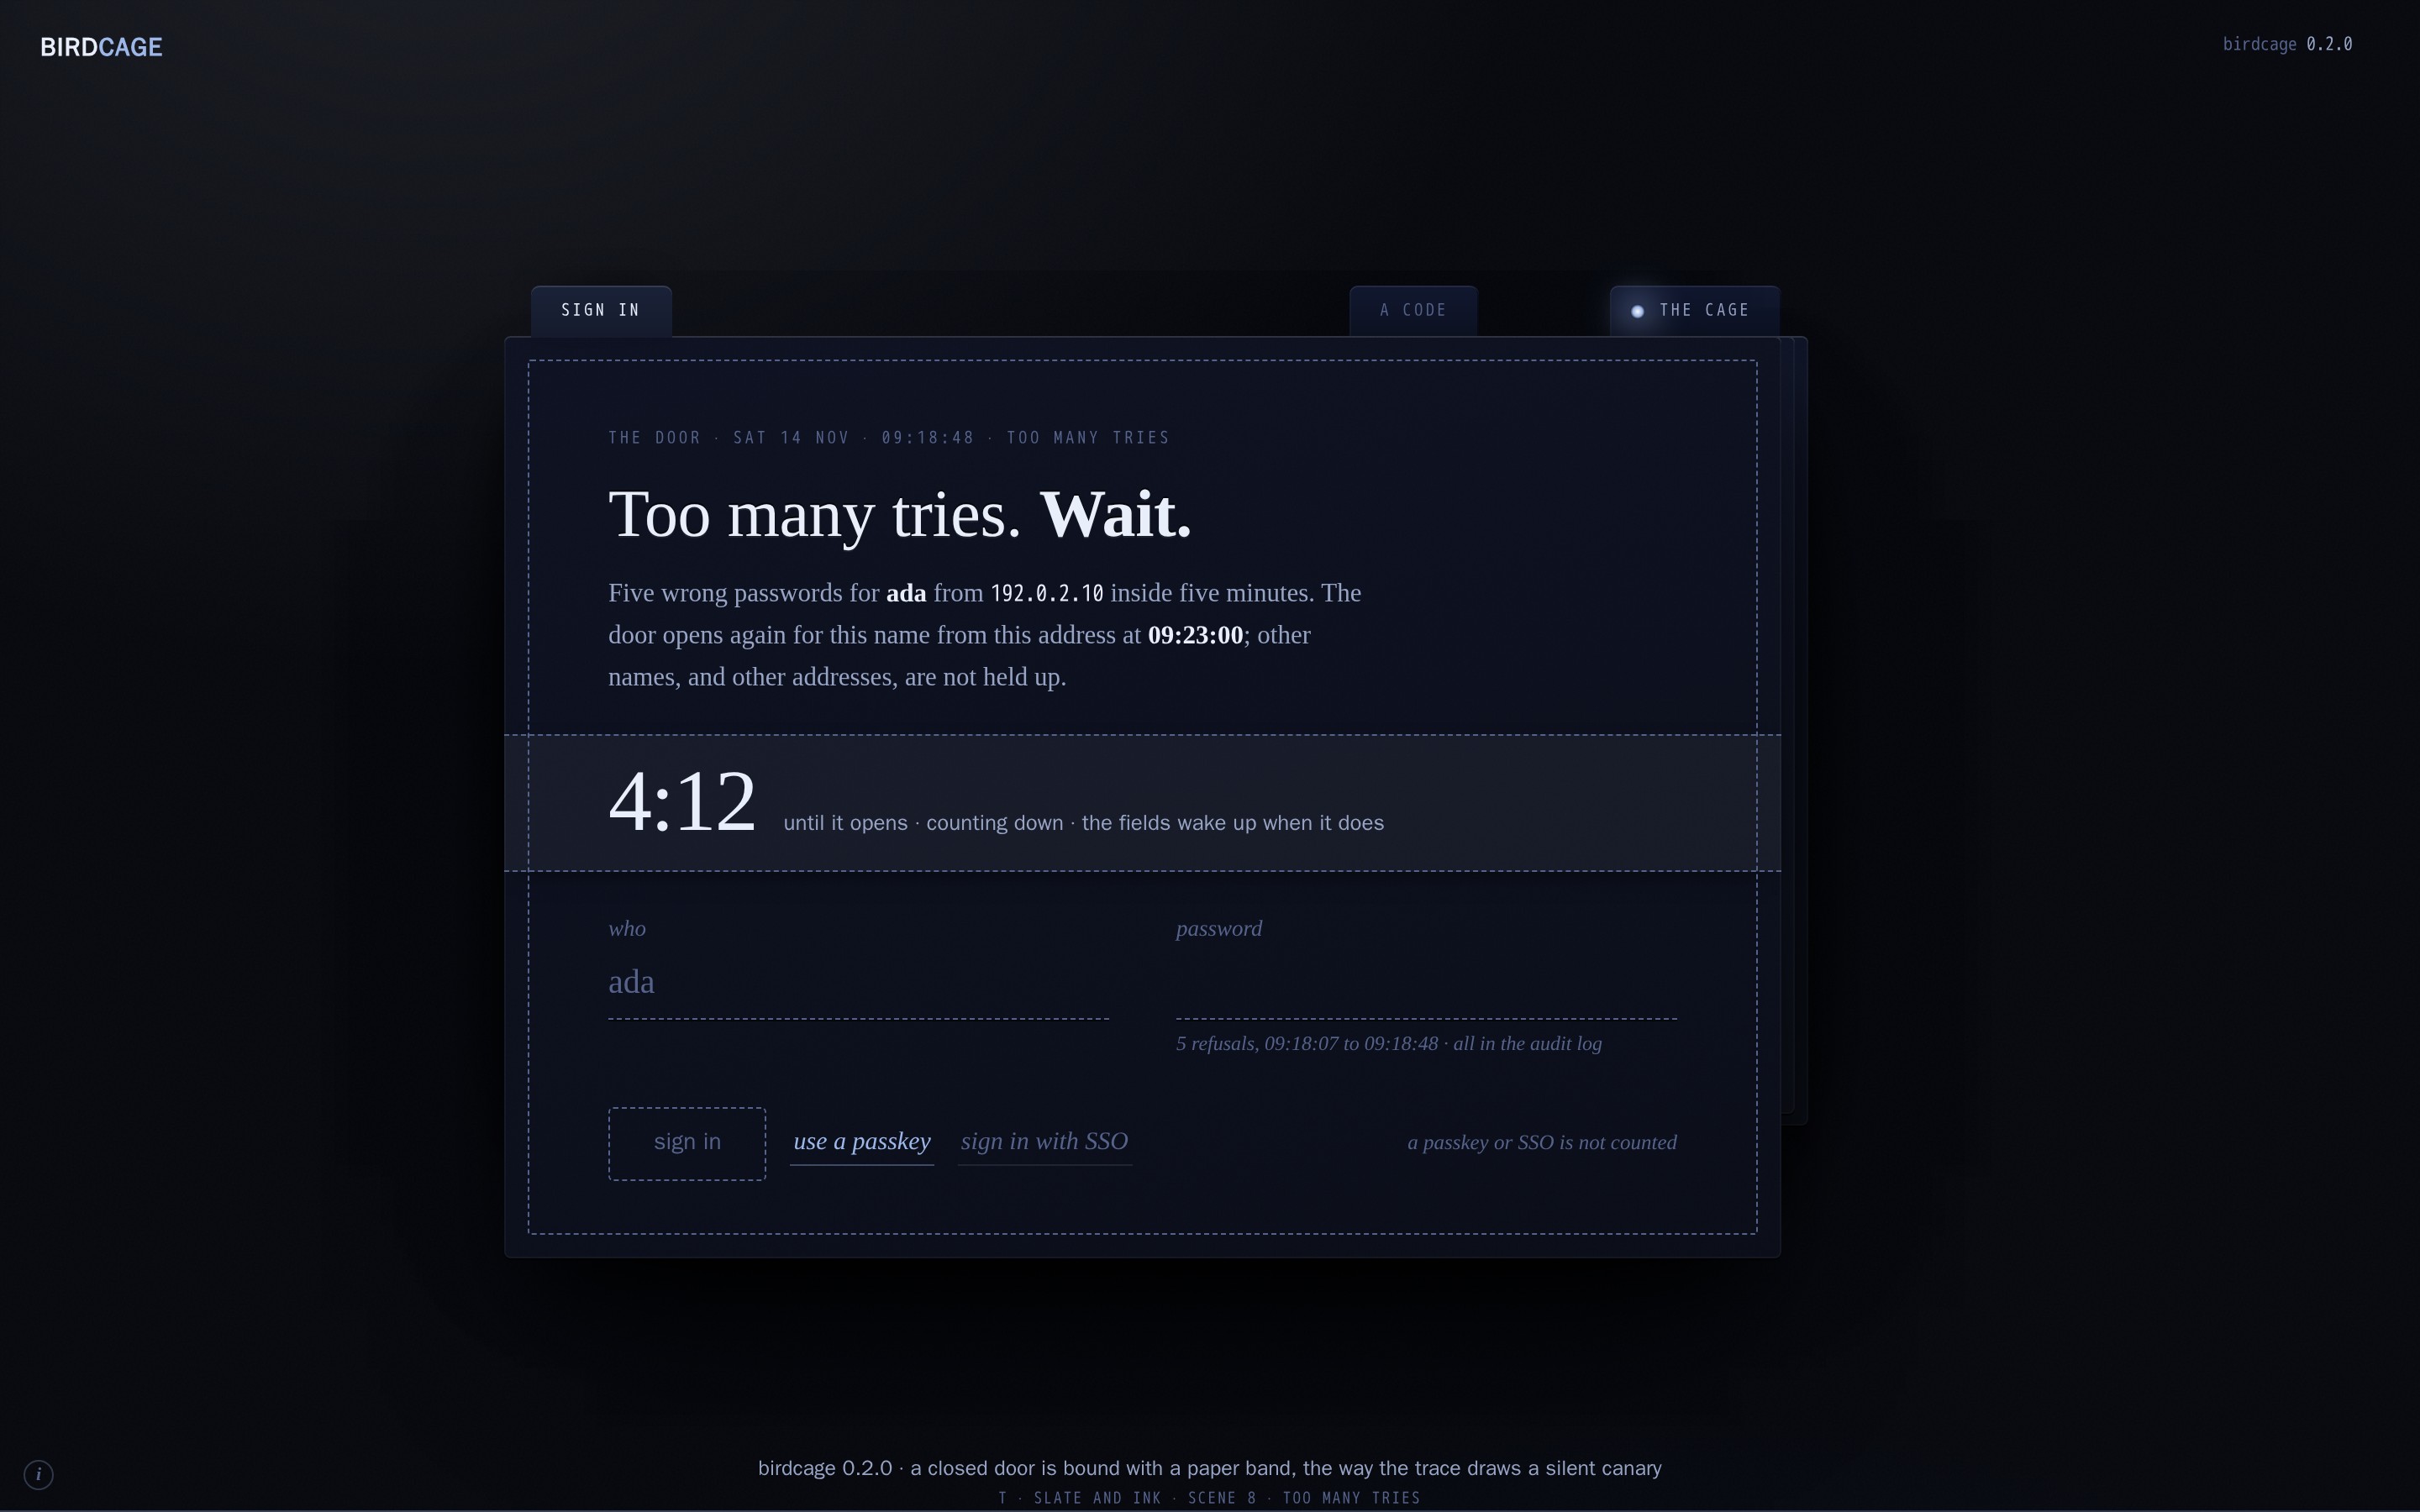 BIRDCAGE
birdcage 0.2.0
SIGN IN
A CODE
THE CAGE
THE DOOR · SAT 14 NOV · 09:18:48 · TOO MANY TRIES
Too many tries. Wait.
Five wrong passwords for ada from 192.0.2.10 inside five minutes. The
door opens again for this name from this address at 09:23:00; other
names, and other addresses, are not held up.
4:12 until it opens · counting down · the fields wake up when it does
who
password
ada
5 refusals, 09:18:07 to 09:18:48 · all in the audit log
sign in
use a passkey
sign in with SSO
a passkey or SSO is not counted
i
birdcage 0.2.0 · a closed door is bound with a paper band, the way the trace draws a silent canary
T · SLATE AND INK · SCENE 8 · TOO MANY TRIES